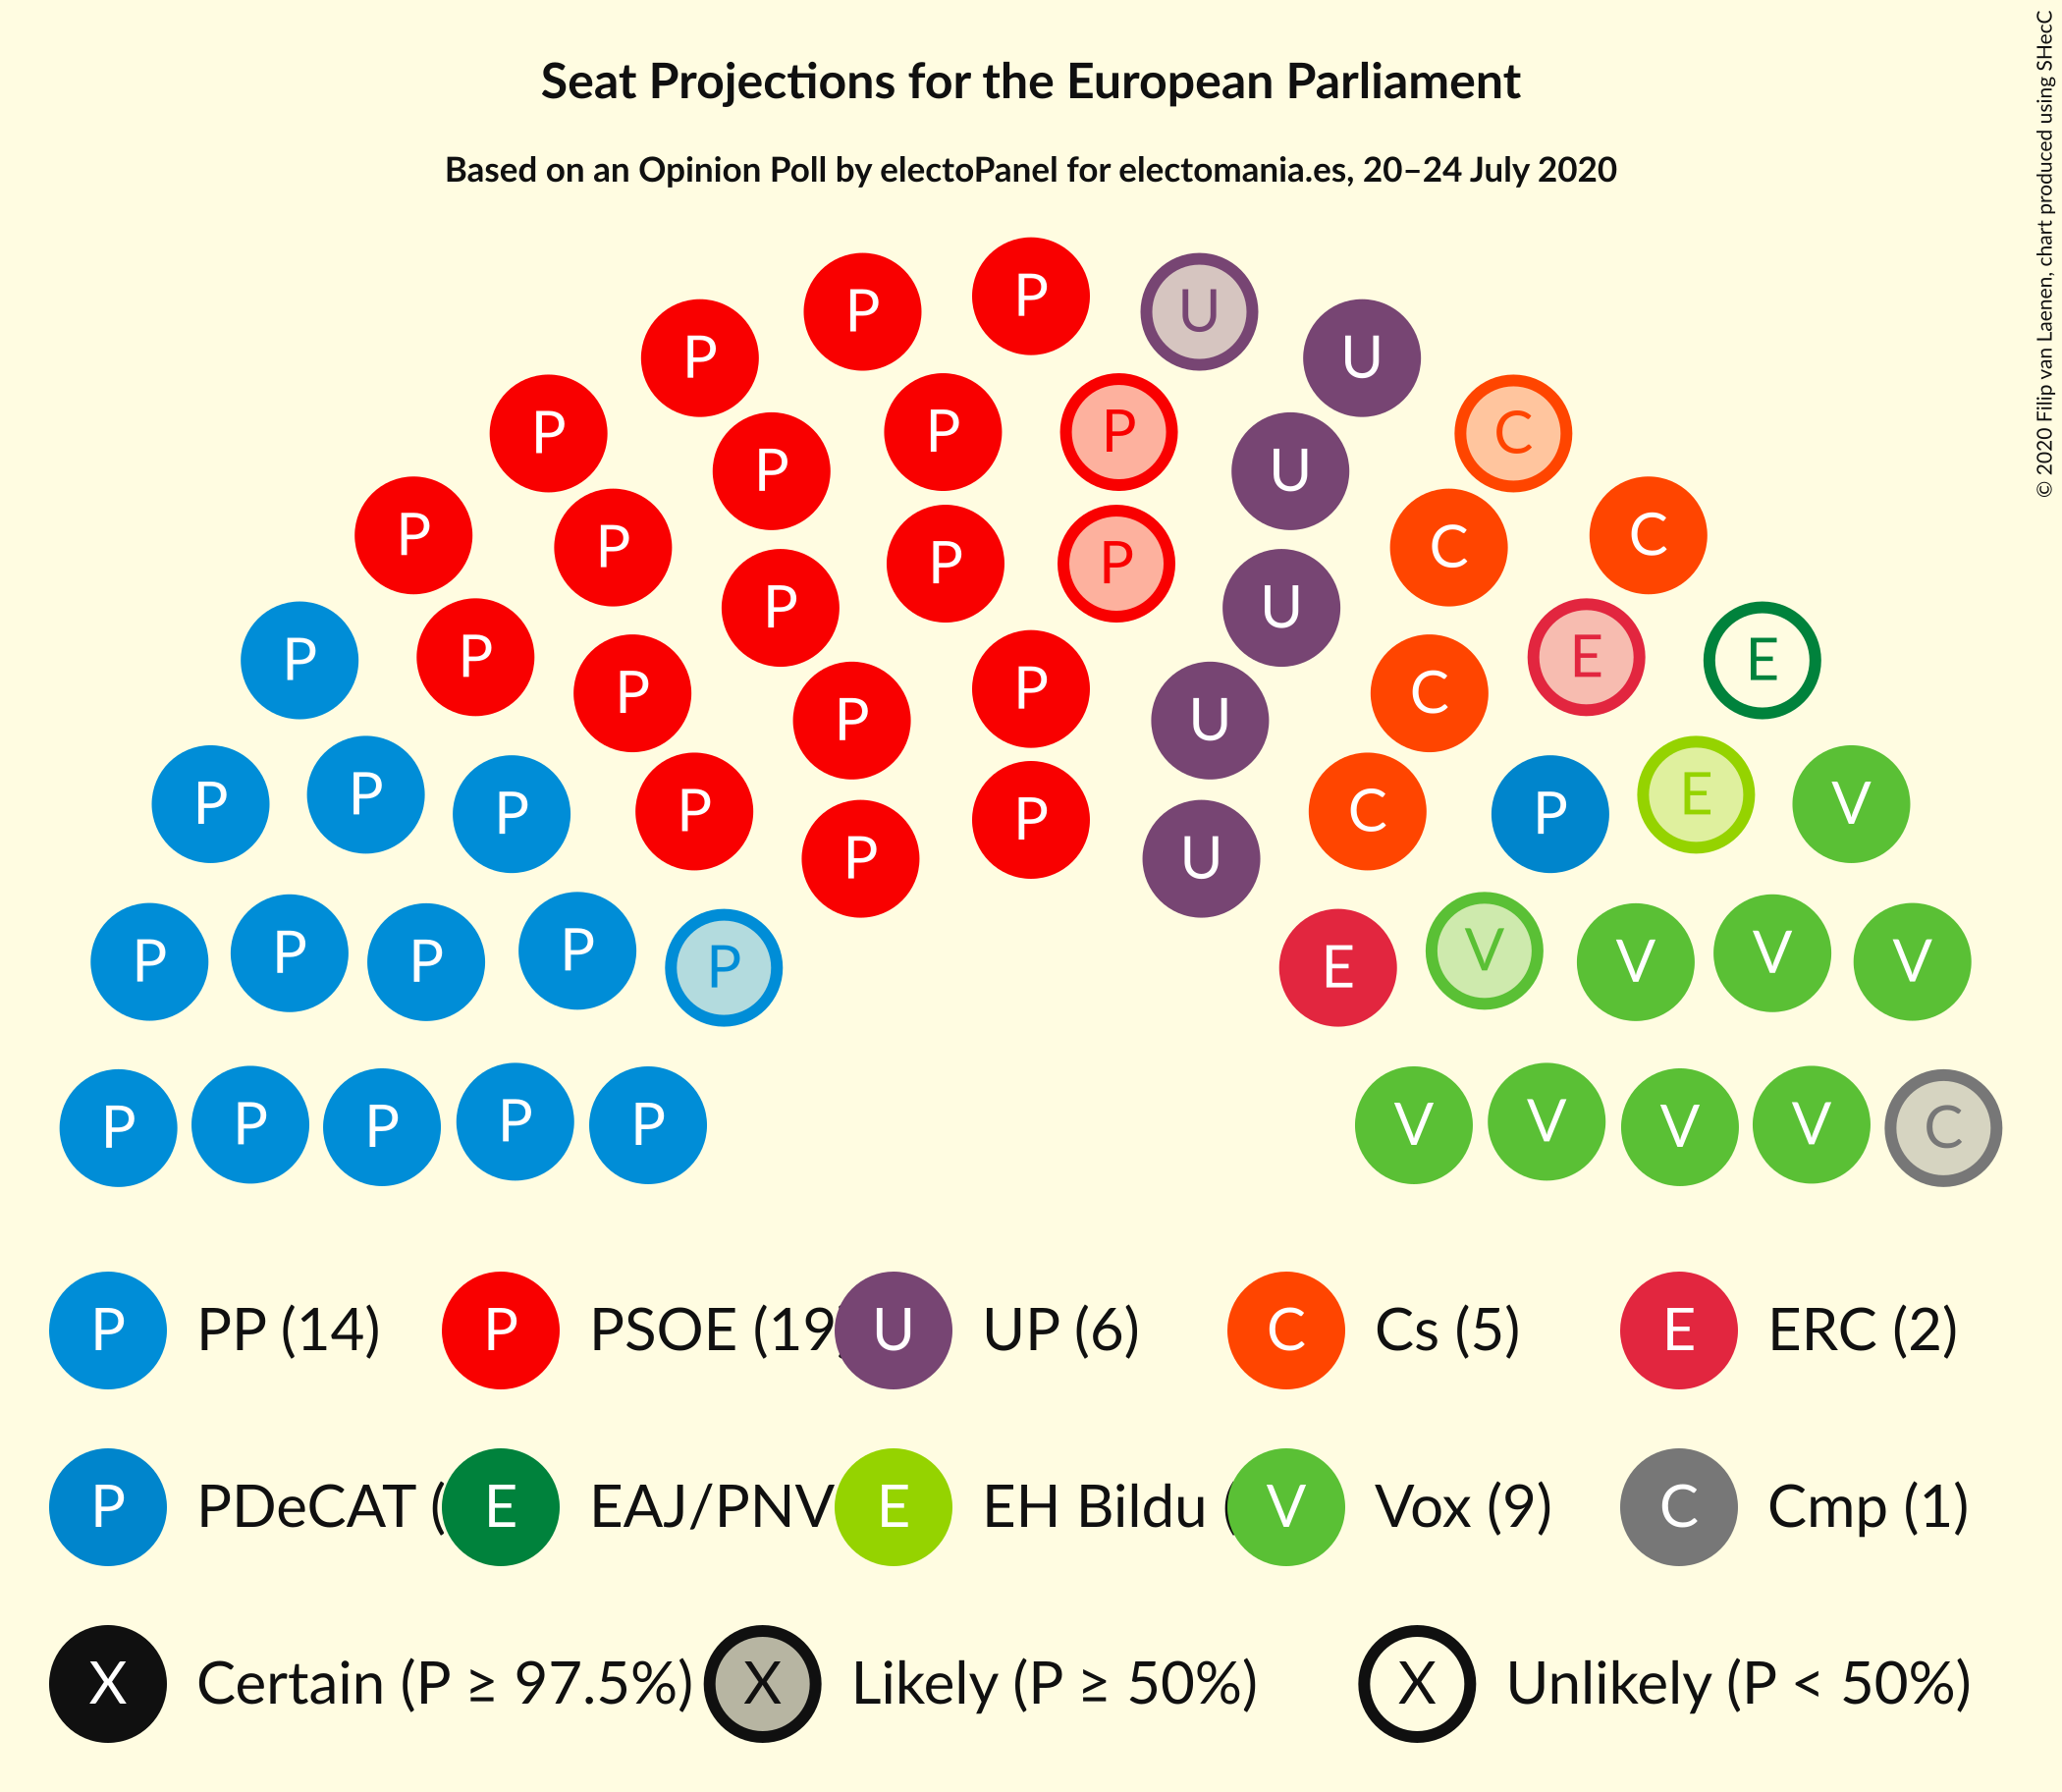 Seat Projections for the European Parliament
Based on an Opinion Poll by electoPanel for electomania.es, 20–24 July 2020
© 2020 Filip van Laenen, chart produced using SHecC
P P U
P P U U
P P P C
P P C C
P P P U
P P P U
P P C E E
P P P U
P P P P C P E V
P P U
P P P P P E V V V V
P P P P P V V V V C
P PP (14) P PSOE (19 U UP (6) C Cs (5) E ERC (2)
P PDeCAT ( E EAJ/PNV E EH Bildu ( V Vox (9) C Cmp (1)
X Certain (P ≥ 97.5%) X Likely (P ≥ 50%) X Unlikely (P < 50%)